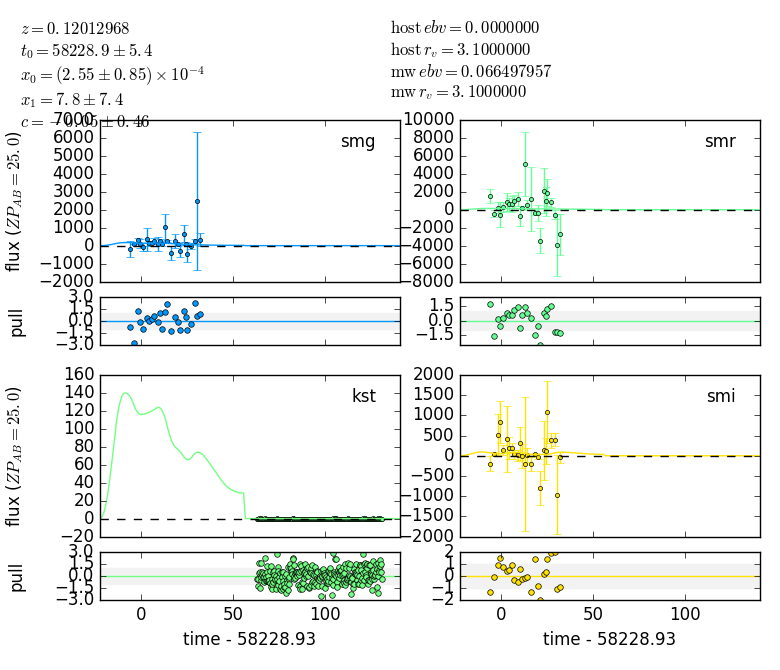 z = 0.12012968
t0 = 58228.9 ± 5.4
x0 = (2.55 ± 0.85) × 10^−4
x1 = 7.8 ± 7.4
c = −0.05 ± 0.46
host ebv = 0.0000000
host rv = 3.1000000
mw ebv = 0.066497957
mw rv = 3.1000000
flux (ZP_AB = 25.0)
7000
6000
5000
4000
3000
2000
1000
0
−1000
−2000
smg
10000
8000
6000
4000
2000
0
−2000
−4000
−6000
−8000
smr
pull
3.0
1.5
0.0
−1.5
−3.0
1.5
0.0
−1.5
flux (ZP_AB = 25.0)
160
140
120
100
80
60
40
20
0
−20
kst
2000
1500
1000
500
0
−500
−1000
−1500
−2000
smi
pull
3.0
1.5
0.0
−1.5
−3.0
2
1
0
−1
−2
0 50 100
0 50 100
time - 58228.93
time - 58228.93